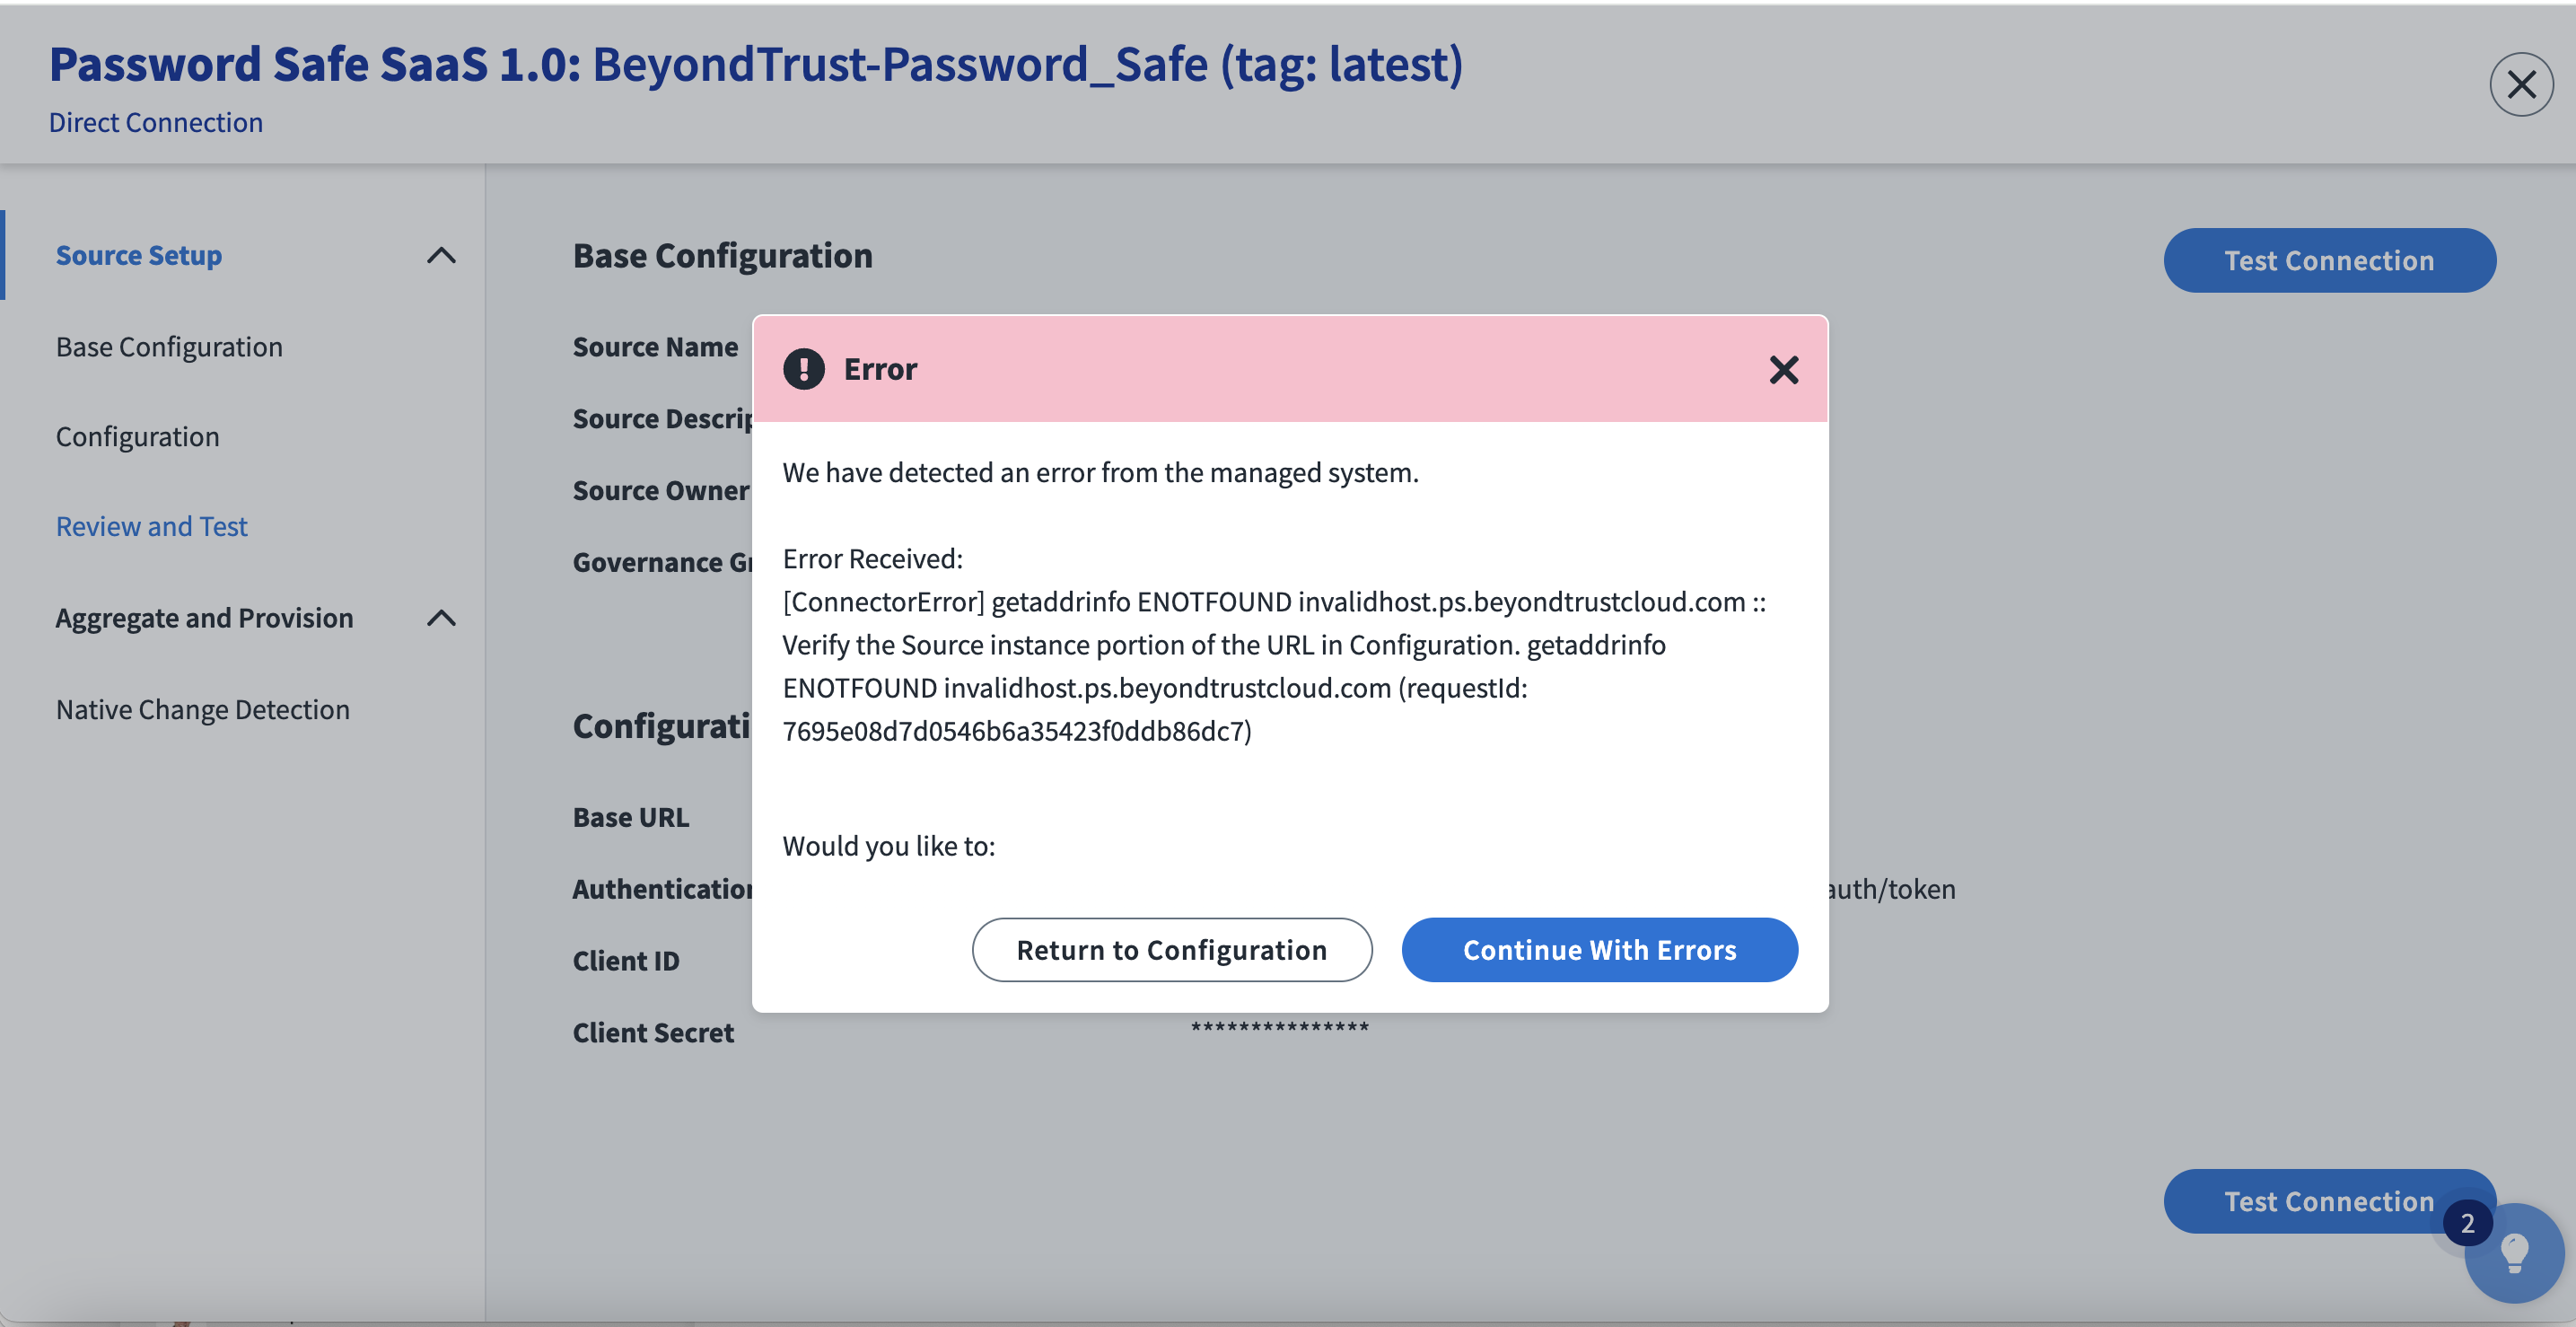 Password Safe SaaS 1.0: BeyondTrust-Password_Safe (tag: latest)
Direct Connection
Source Setup
Base Configuration
Configuration
Review and Test
Aggregate and Provision
Native Change Detection
Base Configuration
Test Connection
Source Name
Source Descrip
Source Owner
Governance Gr
Configurati
Base URL
Authentication
auth/token
Client ID
Client Secret
***************
Error
We have detected an error from the managed system.
Error Received:
[ConnectorError] getaddrinfo ENOTFOUND invalidhost.ps.beyondtrustcloud.com ::
Verify the Source instance portion of the URL in Configuration. getaddrinfo
ENOTFOUND invalidhost.ps.beyondtrustcloud.com (requestId:
7695e08d7d0546b6a35423f0ddb86dc7)
Would you like to:
Return to Configuration
Continue With Errors
Test Connection
2